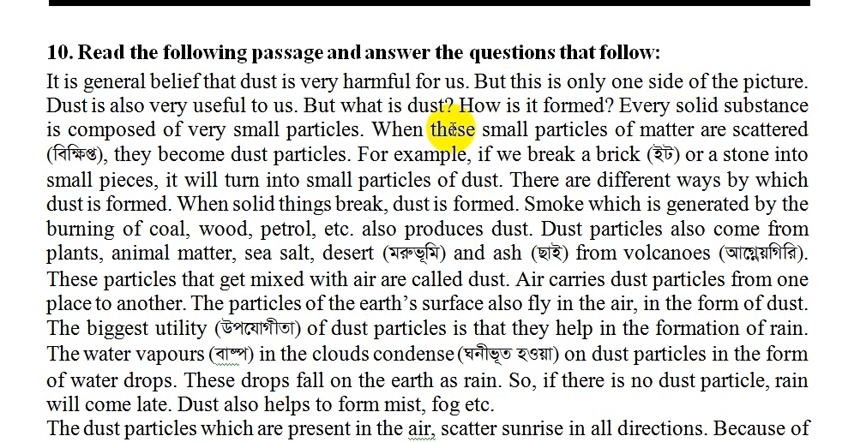 10. Read the following passage and answer the questions that follow:
It is general belief that dust is very harmful for us. But this is only one side of the picture.
Dust is also very useful to us. But what is dust? How is it formed? Every solid substance
is composed of very small particles. When these small particles of matter are scattered
(বিক্ষিপ্ত), they become dust particles. For example, if we break a brick (ইট) or a stone into
small pieces, it will turn into small particles of dust. There are different ways by which
dust is formed. When solid things break, dust is formed. Smoke which is generated by the
burning of coal, wood, petrol, etc. also produces dust. Dust particles also come from
plants, animal matter, sea salt, desert (মরুভূমি) and ash (ছাই) from volcanoes (আগ্নেয়গিরি).
These particles that get mixed with air are called dust. Air carries dust particles from one
place to another. The particles of the earth's surface also fly in the air, in the form of dust.
The biggest utility (উপযোগীতা) of dust particles is that they help in the formation of rain.
The water vapours (বাষ্প) in the clouds condense (ঘনীভূত হওয়া) on dust particles in the form
of water drops. These drops fall on the earth as rain. So, if there is no dust particle, rain
will come late. Dust also helps to form mist, fog etc.
The dust particles which are present in the air, scatter sunrise in all directions. Because of